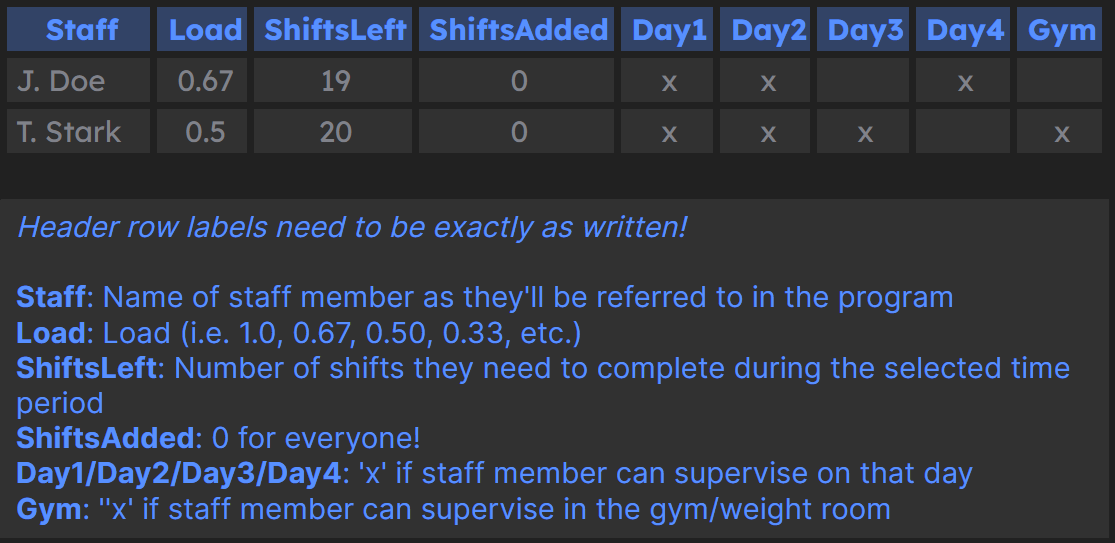 Staff Load ShiftsLeft ShiftsAdded Day1 Day2 Day3 Day4 Gym
J. Doe 0.67 19 0 x x x
T. Stark 0.5 20 0 x x x x
Header row labels need to be exactly as written!
Staff: Name of staff member as they'll be referred to in the program
Load: Load (i.e. 1.0, 0.67, 0.50, 0.33, etc.)
ShiftsLeft: Number of shifts they need to complete during the selected time
period
ShiftsAdded: 0 for everyone!
Day1/Day2/Day3/Day4: 'x' if staff member can supervise on that day
Gym: ''x' if staff member can supervise in the gym/weight room